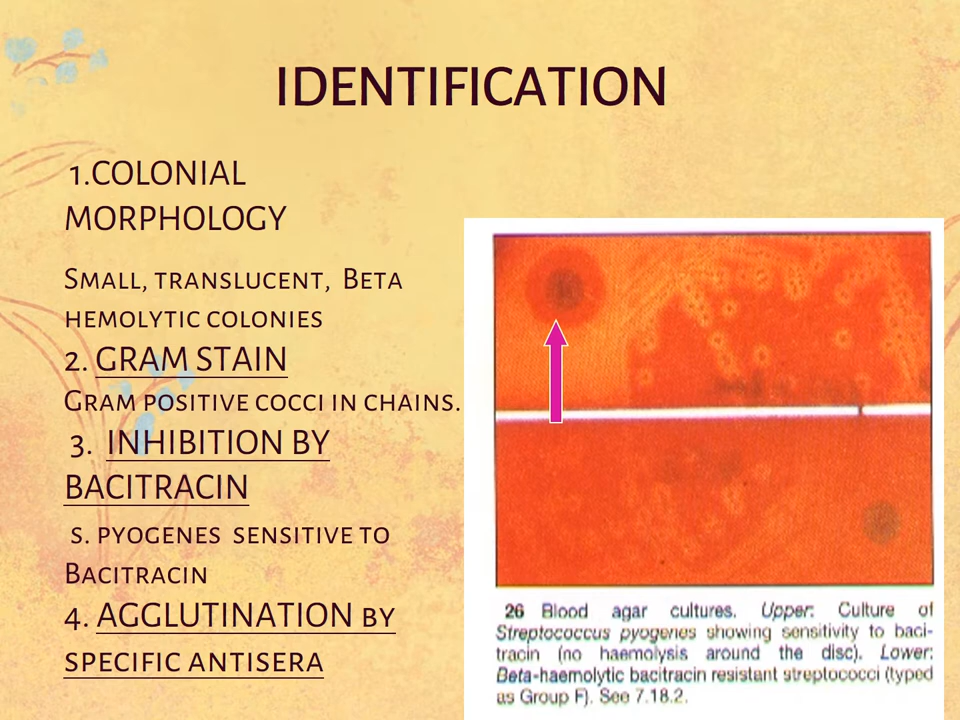 IDENTIFICATION
1.COLONIAL
MORPHOLOGY
Small, translucent, Beta
hemolytic colonies
2. GRAM STAIN
Gram positive cocci in chains.
3. INHIBITION BY
BACITRACIN
s. pyogenes sensitive to
Bacitracin
4. AGGLUTINATION by
specific antisera
26 Blood agar cultures. Upper: Culture of
Streptococcus pyogenes showing sensitivity to baci-
tracin (no haemolysis around the disc). Lower:
Beta-haemolytic bacitracin resistant streptococci (typed
as Group F). See 7.18.2.